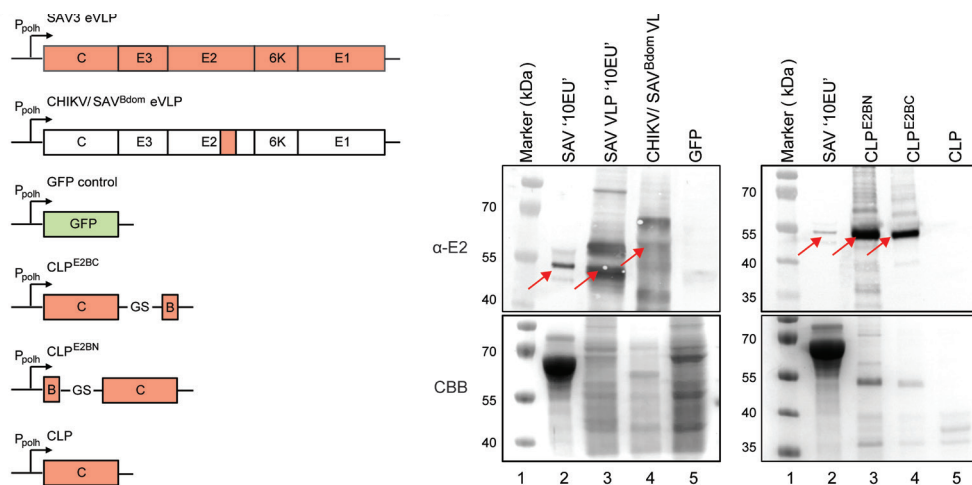 SAV3 eVLP
Ppolh
C E3 E2 6K E1
CHIKV/ SAVBdom eVLP
Ppolh
C E3 E2 6K E1
GFP control
Ppolh
GFP
CLPE2BC
Ppolh
C GS B
CLPE2BN
Ppolh
B GS C
CLP
Ppolh
C
Marker (kDa)
SAV '10EU'
SAV VLP '10EU'
CHIKV/ SAVBdom VL
GFP
α-E2
70
55
40
CBB
70
55
40
1 2 3 4 5
Marker ( kDa)
SAV '10EU'
CLPE2BN
CLPE2BC
CLP
70
55
40
35
70
55
40
35
1 2 3 4 5